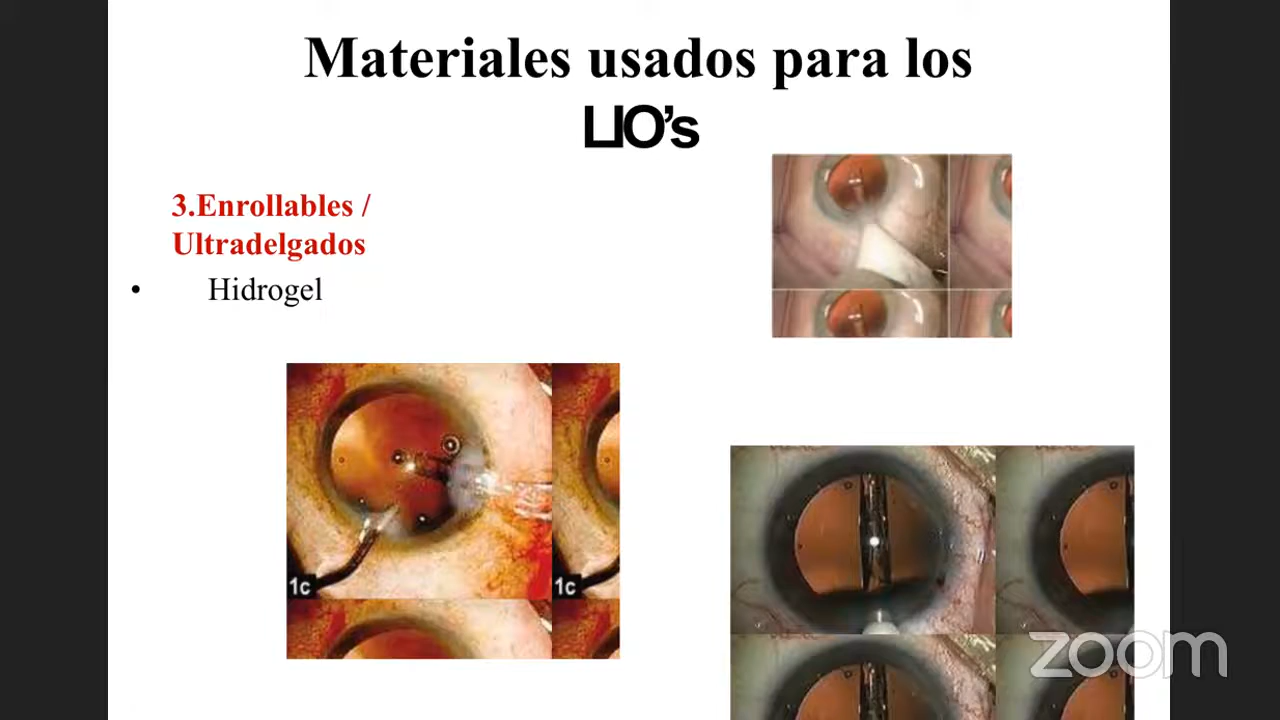 Materiales usados para los
LIO's
3.Enrollables /
Ultradelgados
• Hidrogel
1c
1c
zoom